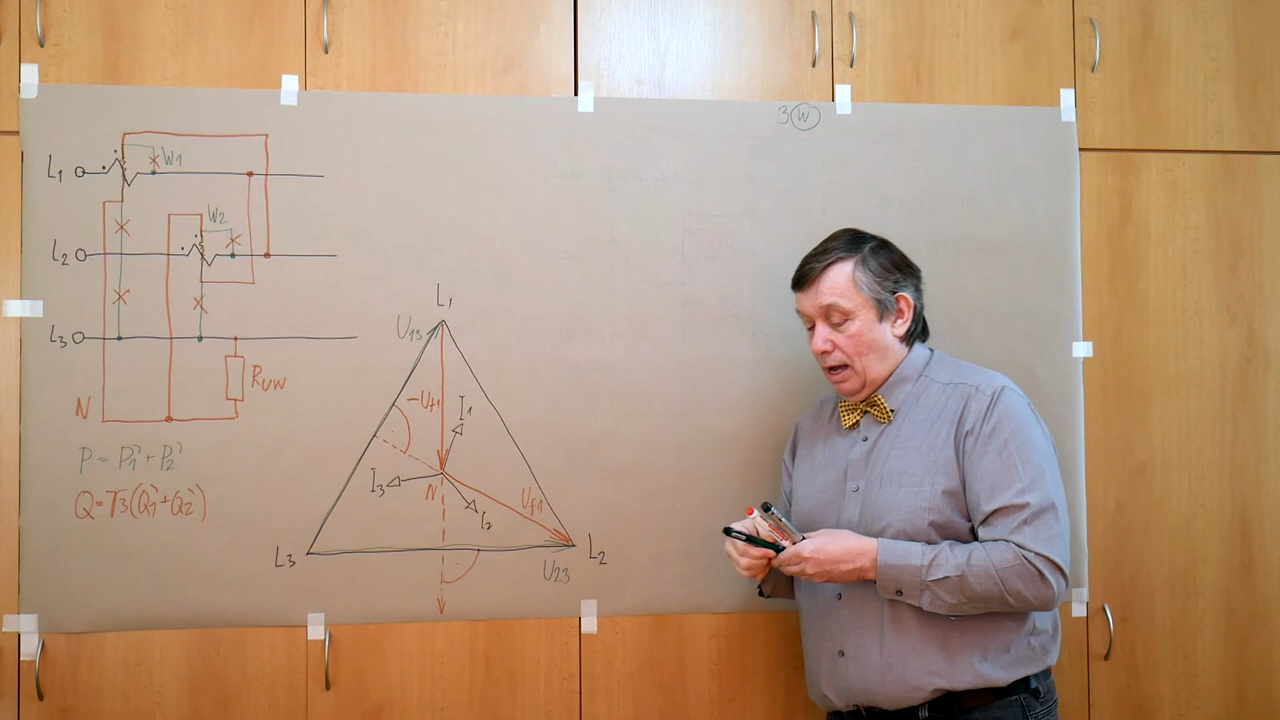 3 W
L1
W1
W2
L2
L3
RUW
N
P = P1' + P2'
Q = √3(Q1' + Q2')
L1
U13
-Uf1
I1
I3
N
I2
Uf1
L3
L2
U23